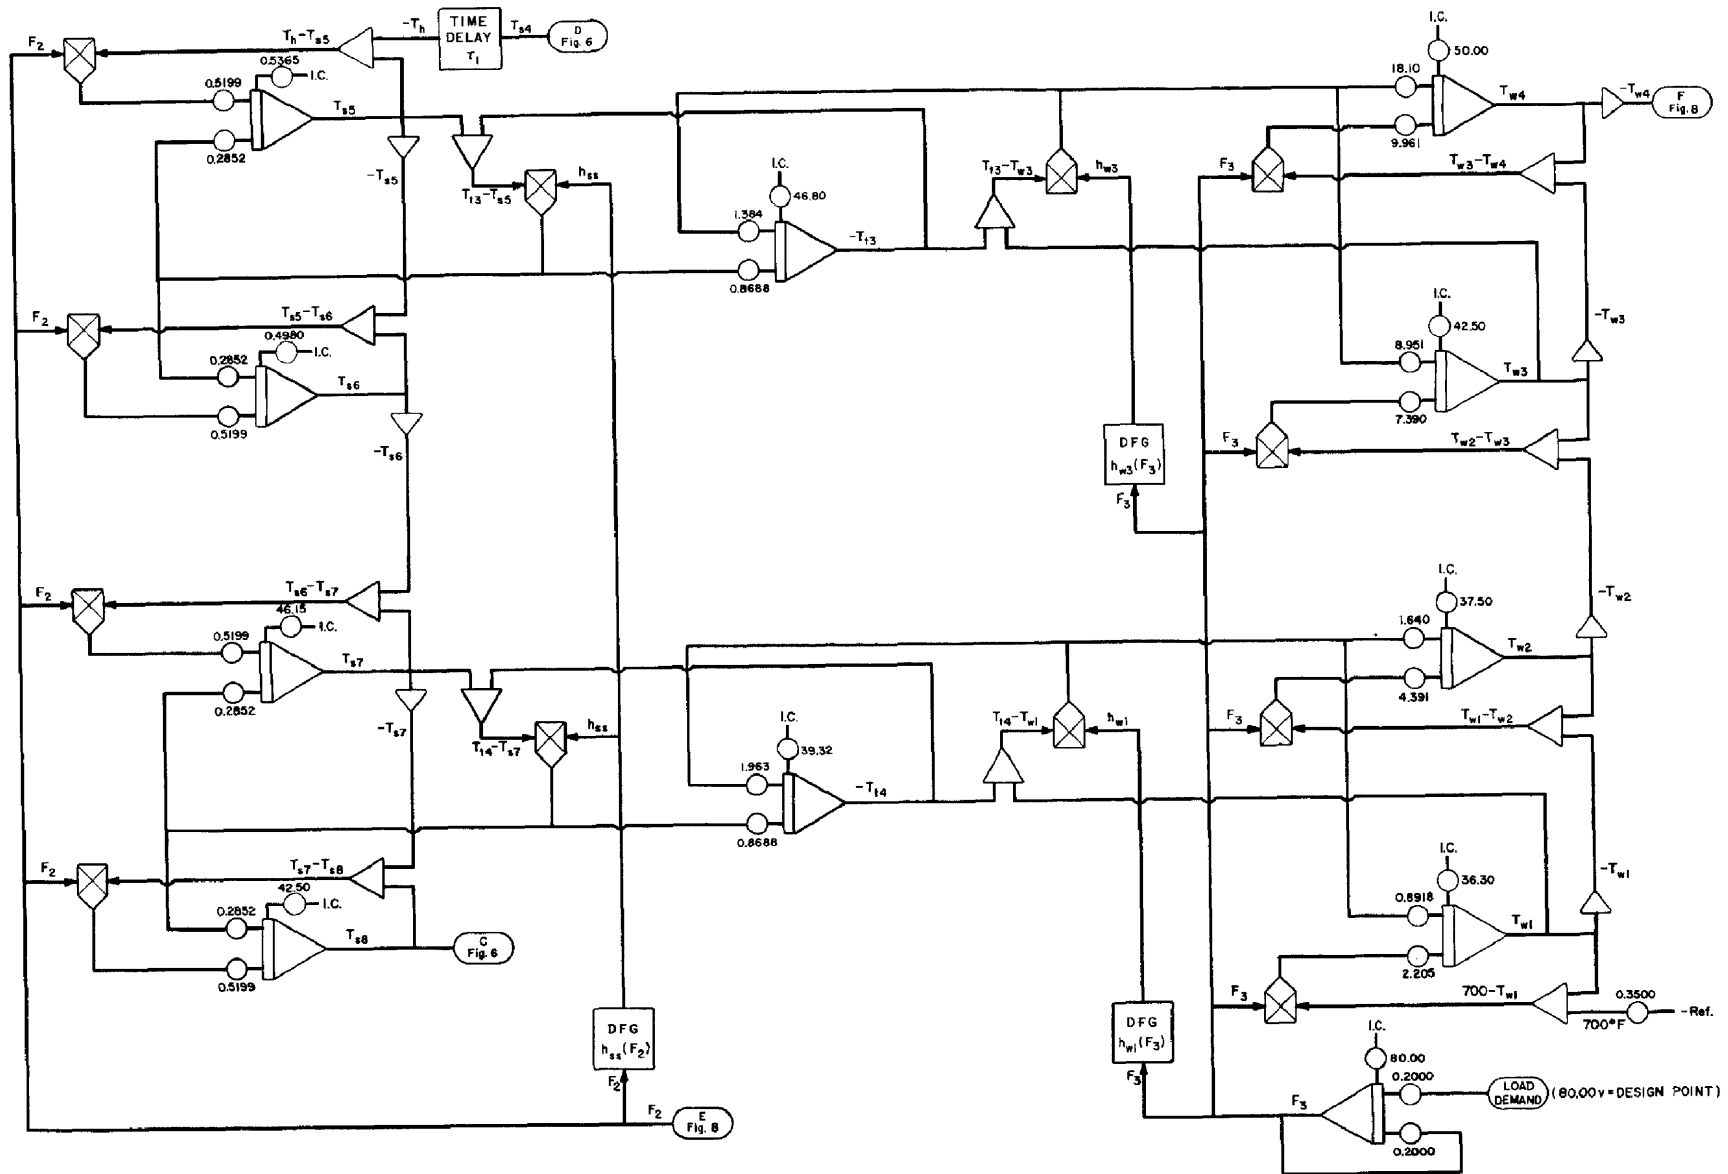 F2
Th−Ts5
−Th
TIME
DELAY
τ1
Ts4
D
Fig. 6
0.5365
I.C.
0.5199
0.2852
Ts5
−Ts5
Tt3−Ts5
hss
I.C.
46.80
1.384
0.8688
−Tt3
Tt3−Tw3
hw3
I.C.
50.00
18.10
9.961
Tw4
−Tw4
F
Fig. 8
F3
Tw3−Tw4
F2
Ts5−Ts6
0.4980
I.C.
0.2852
0.5199
Ts6
−Ts6
I.C.
42.50
8.951
7.390
Tw3
−Tw3
F3
Tw2−Tw3
DFG
hw3(F3)
F3
F2
Ts6−Ts7
46.15
I.C.
0.5199
0.2852
Ts7
−Ts7
Tt4−Ts7
hss
I.C.
39.32
1.963
0.8688
−Tt4
Tt4−Tw1
hw1
I.C.
37.50
1.640
4.391
Tw2
−Tw2
F3
Tw1−Tw2
F2
Ts7−Ts8
42.50
I.C.
0.2852
0.5199
Ts8
C
Fig. 6
I.C.
36.30
0.8918
2.205
Tw1
−Tw1
F3
700−Tw1
0.3500
700°F
−Ref.
DFG
hss(F2)
F2
DFG
hw1(F3)
F3
I.C.
80.00
0.2000
F3
0.2000
LOAD
DEMAND
(80.00v=DESIGN POINT)
F2
E
Fig. 8